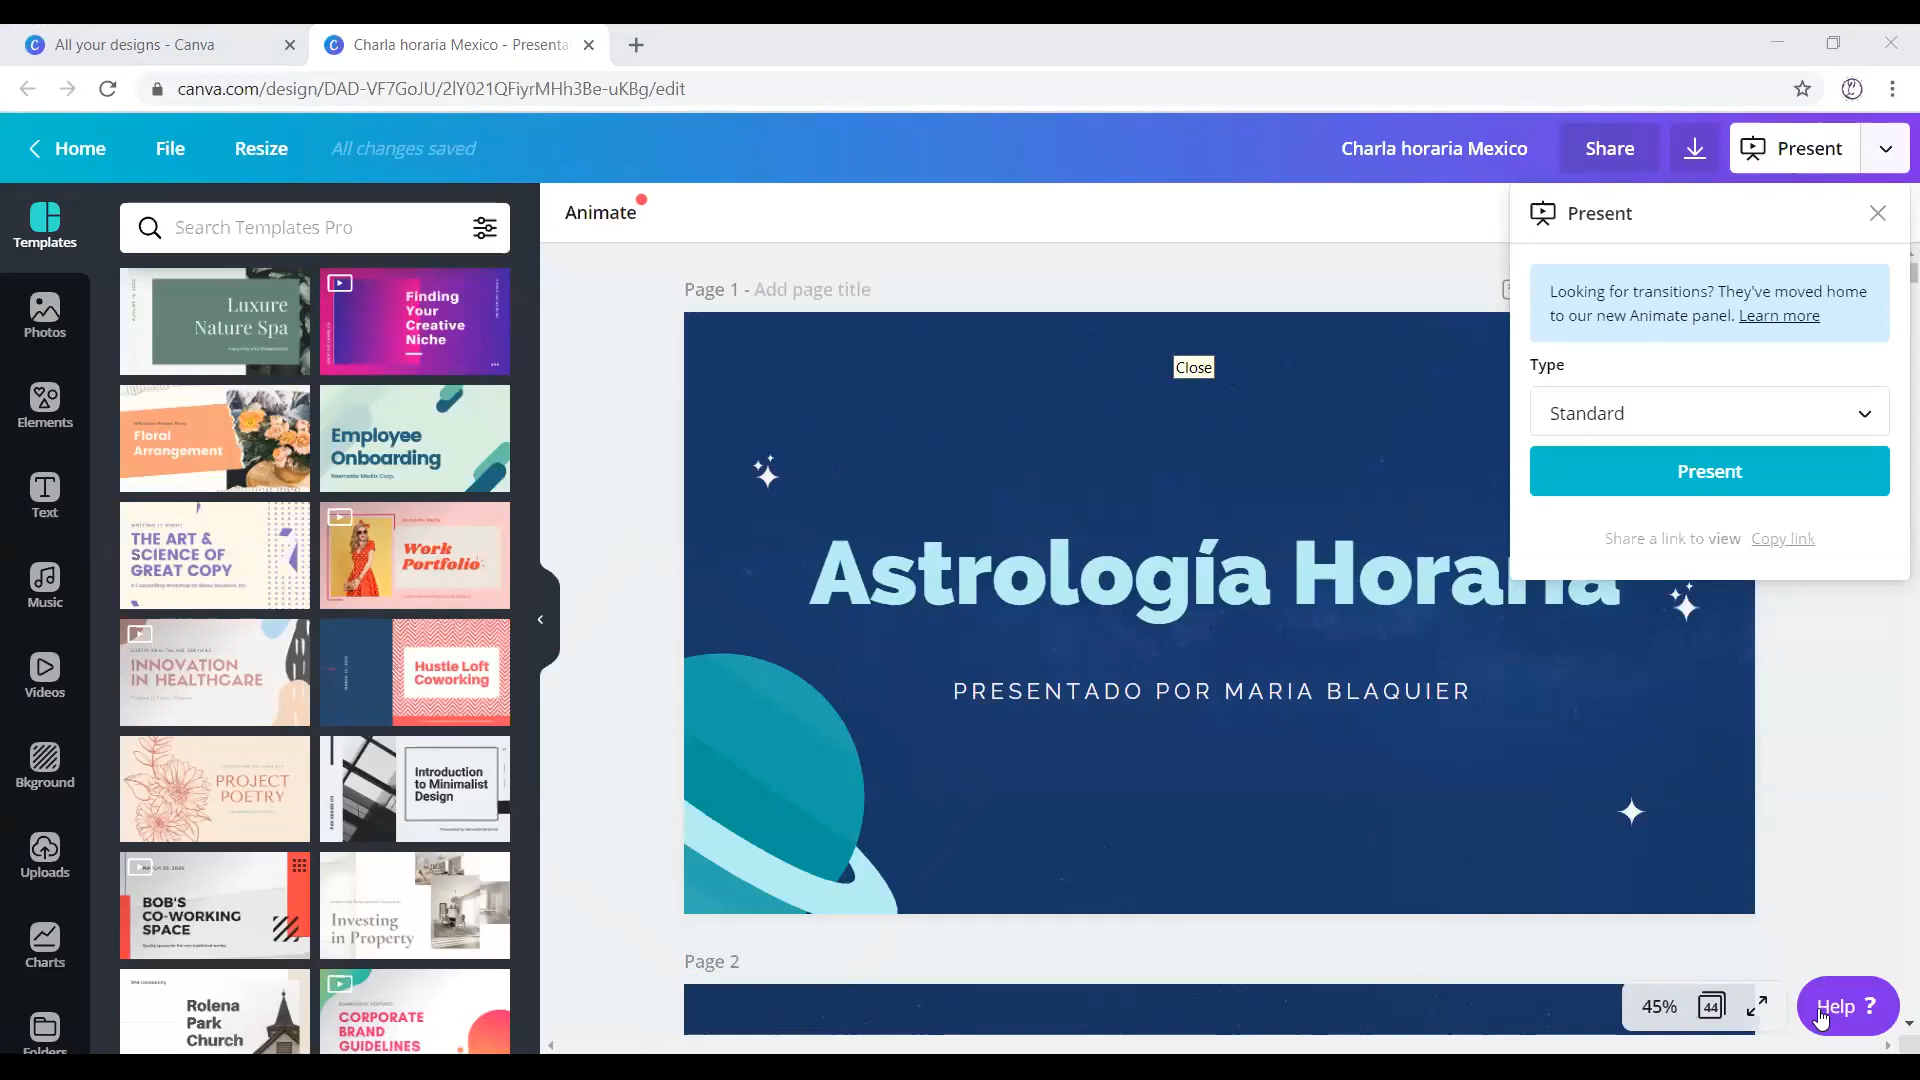 All your designs - Canva
Charla horaria Mexico - Presenta
canva.com/design/DAD-VF7GoJU/2lY021QFiyrMHh3Be-uKBg/edit
Home
File
Resize
All changes saved
Charla horaria Mexico
Share
Present
Templates
Photos
Elements
Text
Music
Videos
Bkground
Uploads
Charts
Folders
Search Templates Pro
Luxure
Nature Spa
Finding
Your
Creative
Niche
Floral
Arrangement
Employee
Onboarding
THE ART &
SCIENCE OF
GREAT COPY
Work
Portfolio
INNOVATION
IN HEALTHCARE
Hustle Loft
Coworking
PROJECT
POETRY
Introduction
to Minimalist
Design
BOB'S
CO-WORKING
SPACE
Investing
in Property
Rolena
Park
Church
CORPORATE
BRAND
GUIDELINES
Animate
Page 1 - Add page title
Close
Astrología Horaria
PRESENTADO POR MARIA BLAQUIER
Page 2
Present
Looking for transitions? They've moved home
to our new Animate panel. Learn more
Type
Standard
Present
Share a link to view Copy link
45%
44
Help ?